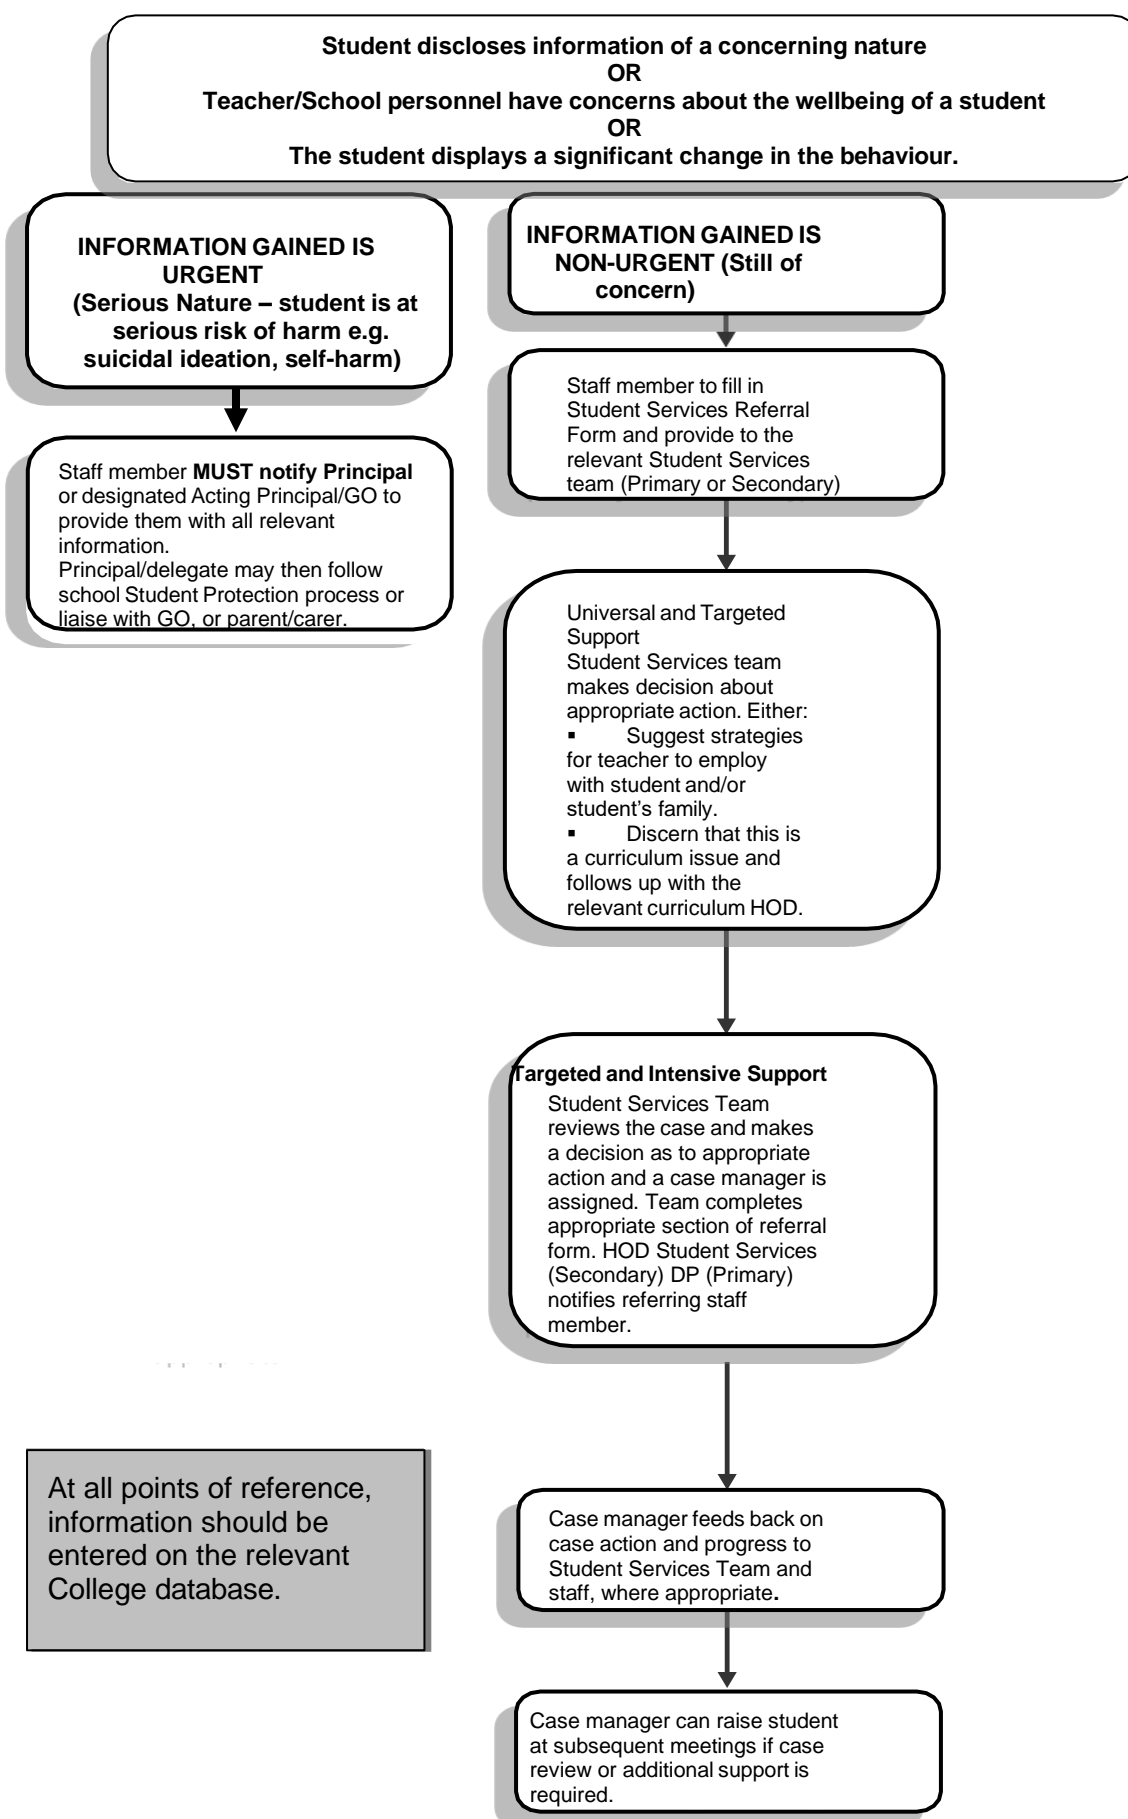 Student discloses information of a concerning nature
OR
Teacher/School personnel have concerns about the wellbeing of a student
OR
The student displays a significant change in the behaviour.
INFORMATION GAINED IS
URGENT
(Serious Nature – student is at
serious risk of harm e.g.
suicidal ideation, self-harm)
Staff member MUST notify Principal
or designated Acting Principal/GO to
provide them with all relevant
information.
Principal/delegate may then follow
school Student Protection process or
liaise with GO, or parent/carer.
INFORMATION GAINED IS
NON-URGENT (Still of
concern)
Staff member to fill in
Student Services Referral
Form and provide to the
relevant Student Services
team (Primary or Secondary)
Universal and Targeted
Support
Student Services team
makes decision about
appropriate action. Either:
▪ Suggest strategies
for teacher to employ
with student and/or
student’s family.
▪ Discern that this is
a curriculum issue and
follows up with the
relevant curriculum HOD.
Targeted and Intensive Support
Student Services Team
reviews the case and makes
a decision as to appropriate
action and a case manager is
assigned. Team completes
appropriate section of referral
form. HOD Student Services
(Secondary) DP (Primary)
notifies referring staff
member.
At all points of reference,
information should be
entered on the relevant
College database.
Case manager feeds back on
case action and progress to
Student Services Team and
staff, where appropriate.
Case manager can raise student
at subsequent meetings if case
review or additional support is
required.